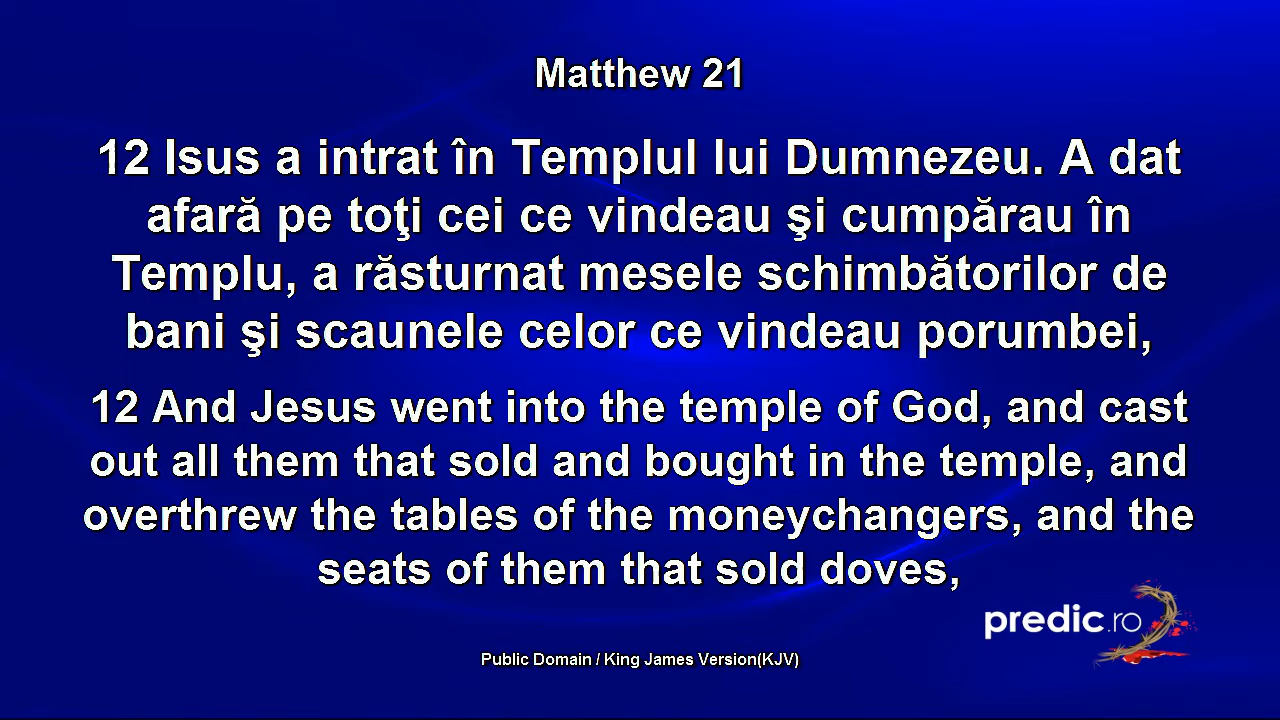 Matthew 21
12 Isus a intrat în Templul lui Dumnezeu. A dat
afară pe toţi cei ce vindeau şi cumpărau în
Templu, a răsturnat mesele schimbătorilor de
bani şi scaunele celor ce vindeau porumbei,
12 And Jesus went into the temple of God, and cast
out all them that sold and bought in the temple, and
overthrew the tables of the moneychangers, and the
seats of them that sold doves,
predic.ro
Public Domain / King James Version(KJV)